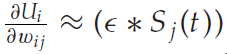 ∂U_i/∂w_ij ≈ (ϵ * S_j(t))